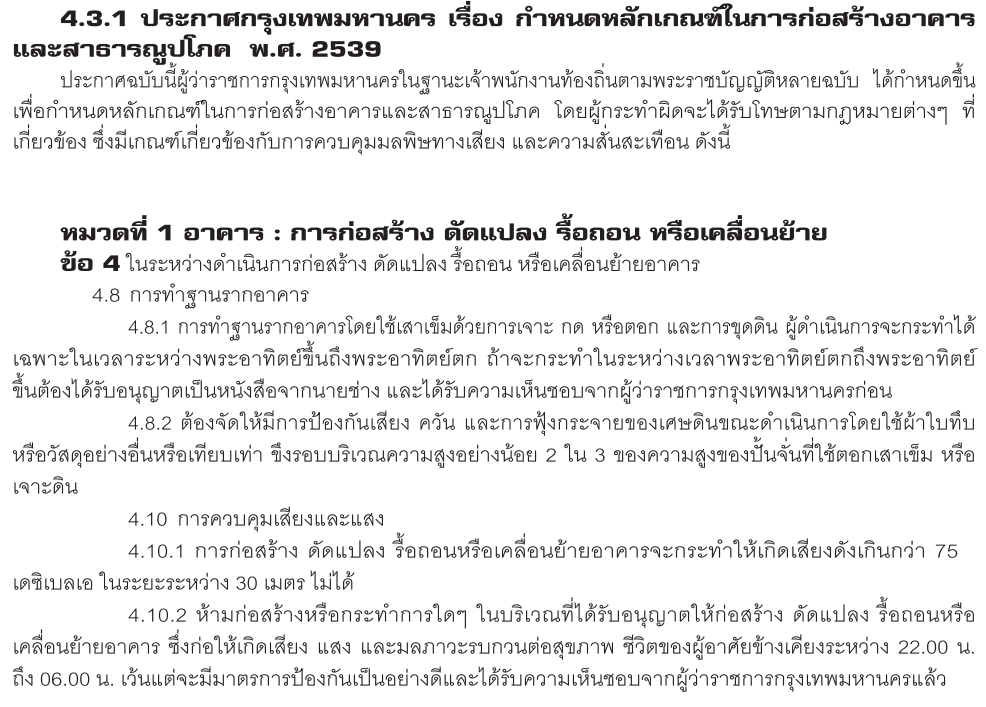 4.3.1 ประกาศกรุงเทพมหานคร เรื่อง กำหนดหลักเกณฑ์ในการก่อสร้างอาคาร
และสาธารณูปโภค พ.ศ. 2539
ประกาศฉบับนี้ผู้ว่าราชการกรุงเทพมหานครในฐานะเจ้าพนักงานท้องถิ่นตามพระราชบัญญัติหลายฉบับ ได้กำหนดขึ้น
เพื่อกำหนดหลักเกณฑ์ในการก่อสร้างอาคารและสาธารณูปโภค โดยผู้กระทำผิดจะได้รับโทษตามกฎหมายต่างๆ ที่
เกี่ยวข้อง ซึ่งมีเกณฑ์เกี่ยวข้องกับการควบคุมมลพิษทางเสียง และความสั่นสะเทือน ดังนี้
หมวดที่ 1 อาคาร : การก่อสร้าง ดัดแปลง รื้อถอน หรือเคลื่อนย้าย
ข้อ 4 ในระหว่างดำเนินการก่อสร้าง ดัดแปลง รื้อถอน หรือเคลื่อนย้ายอาคาร
4.8 การทำฐานรากอาคาร
4.8.1 การทำฐานรากอาคารโดยใช้เสาเข็มด้วยการเจาะ กด หรือตอก และการขุดดิน ผู้ดำเนินการจะกระทำได้
เฉพาะในเวลาระหว่างพระอาทิตย์ขึ้นถึงพระอาทิตย์ตก ถ้าจะกระทำในระหว่างเวลาพระอาทิตย์ตกถึงพระอาทิตย์
ขึ้นต้องได้รับอนุญาตเป็นหนังสือจากนายช่าง และได้รับความเห็นชอบจากผู้ว่าราชการกรุงเทพมหานครก่อน
4.8.2 ต้องจัดให้มีการป้องกันเสียง ควัน และการฟุ้งกระจายของเศษดินขณะดำเนินการโดยใช้ผ้าใบทึบ
หรือวัสดุอย่างอื่นหรือเทียบเท่า ขึงรอบบริเวณความสูงอย่างน้อย 2 ใน 3 ของความสูงของปั้นจั่นที่ใช้ตอกเสาเข็ม หรือ
เจาะดิน
4.10 การควบคุมเสียงและแสง
4.10.1 การก่อสร้าง ดัดแปลง รื้อถอนหรือเคลื่อนย้ายอาคารจะกระทำให้เกิดเสียงดังเกินกว่า 75
เดซิเบลเอ ในระยะระหว่าง 30 เมตร ไม่ได้
4.10.2 ห้ามก่อสร้างหรือกระทำการใดๆ ในบริเวณที่ได้รับอนุญาตให้ก่อสร้าง ดัดแปลง รื้อถอนหรือ
เคลื่อนย้ายอาคาร ซึ่งก่อให้เกิดเสียง แสง และมลภาวะรบกวนต่อสุขภาพ ชีวิตของผู้อาศัยข้างเคียงระหว่าง 22.00 น.
ถึง 06.00 น. เว้นแต่จะมีมาตรการป้องกันเป็นอย่างดีและได้รับความเห็นชอบจากผู้ว่าราชการกรุงเทพมหานครแล้ว